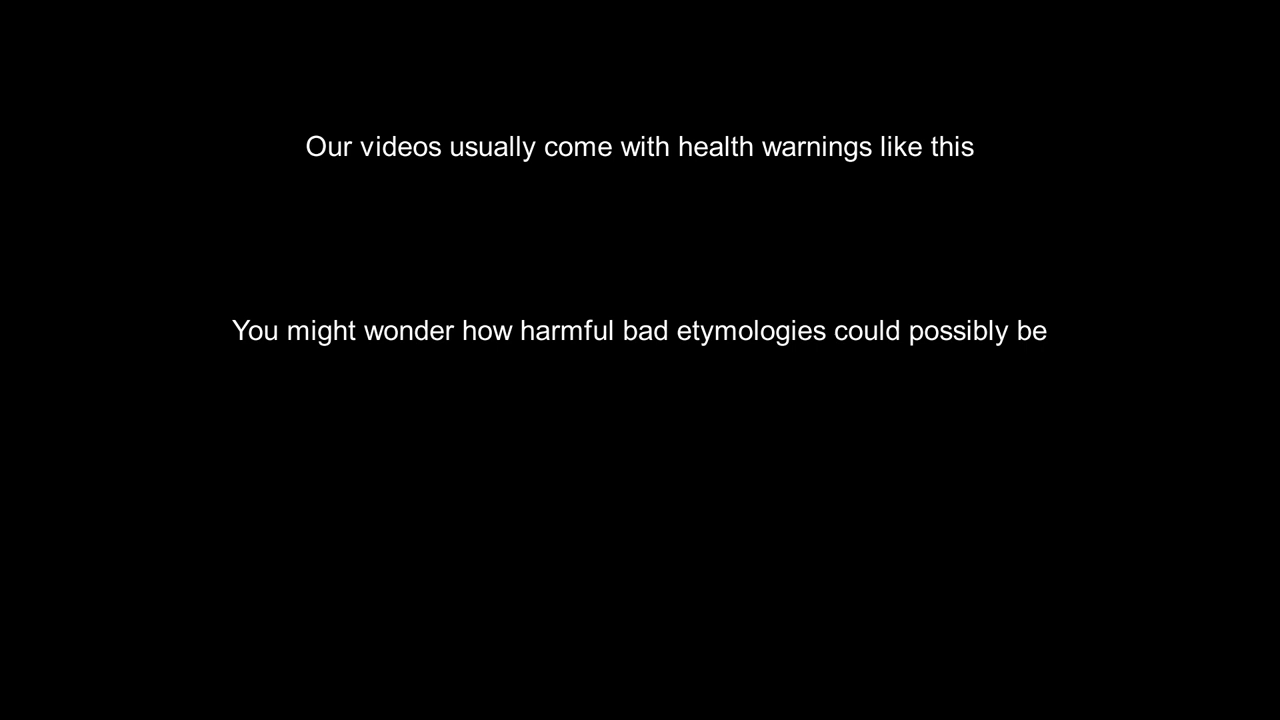 Our videos usually come with health warnings like this
You might wonder how harmful bad etymologies could possibly be